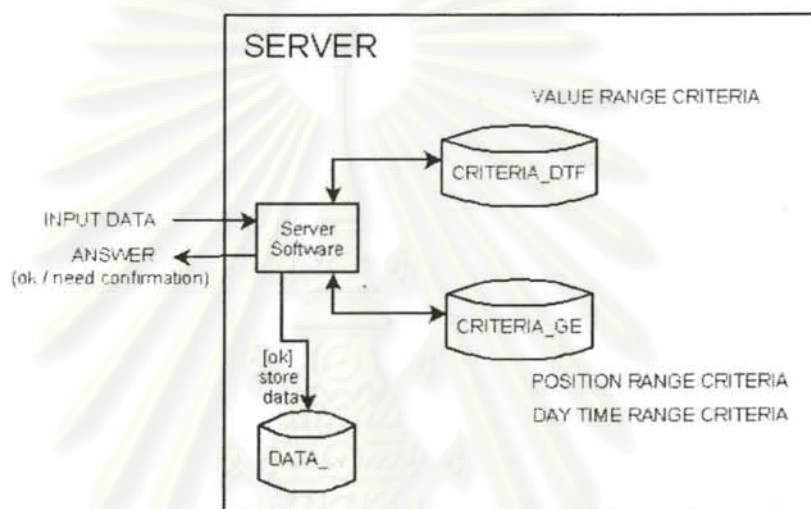 SERVER
VALUE RANGE CRITERIA
CRITERIA_DTF
INPUT DATA
Server
Software
ANSWER
(ok / need confirmation)
CRITERIA_GE
[ok]
store
data
POSITION RANGE CRITERIA
DAY TIME RANGE CRITERIA
DATA_